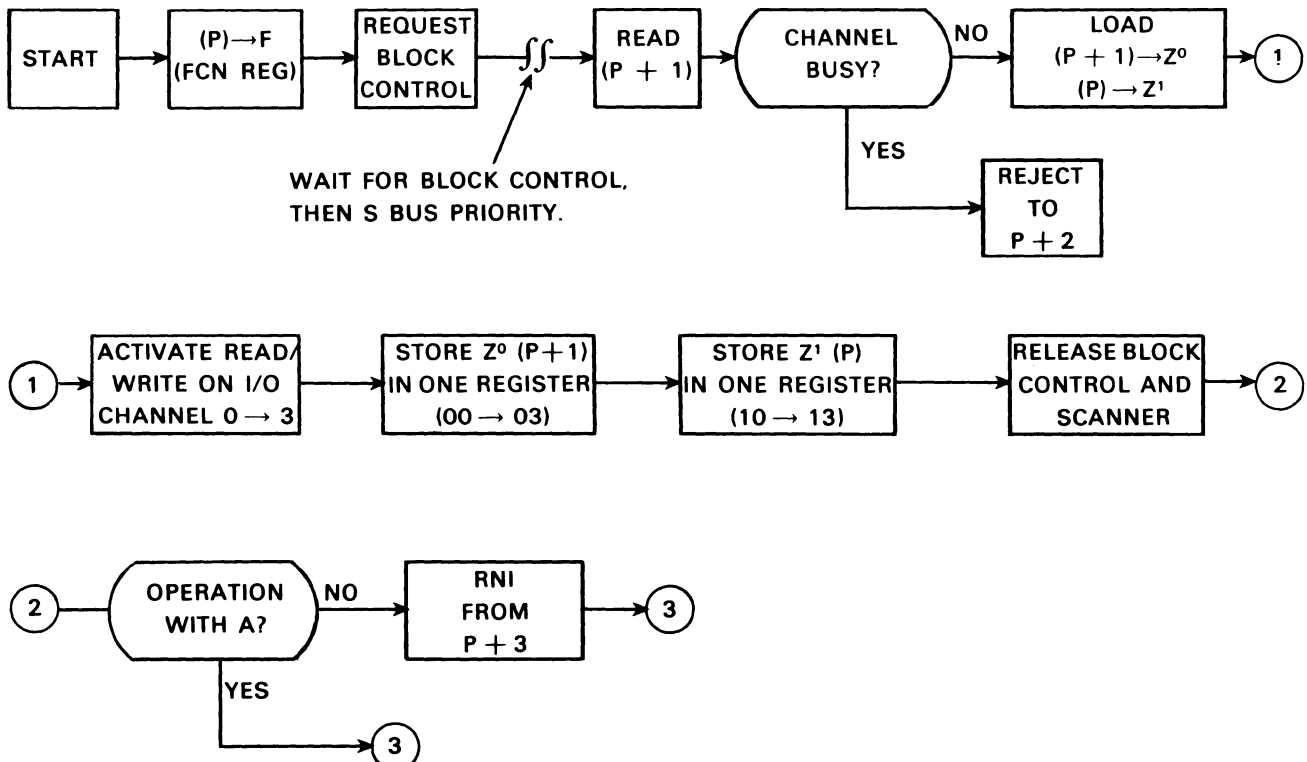 START
(P)→F
(FCN REG)
REQUEST
BLOCK
CONTROL
∫∫
READ
(P + 1)
CHANNEL
BUSY?
NO
LOAD
(P + 1)→Z⁰
(P)→Z¹
1
YES
WAIT FOR BLOCK CONTROL,
THEN S BUS PRIORITY.
REJECT
TO
P + 2
1
ACTIVATE READ/
WRITE ON I/O
CHANNEL 0 → 3
STORE Z⁰ (P+1)
IN ONE REGISTER
(00 → 03)
STORE Z¹ (P)
IN ONE REGISTER
(10 → 13)
RELEASE BLOCK
CONTROL AND
SCANNER
2
2
OPERATION
WITH A?
NO
RNI
FROM
P + 3
3
YES
3